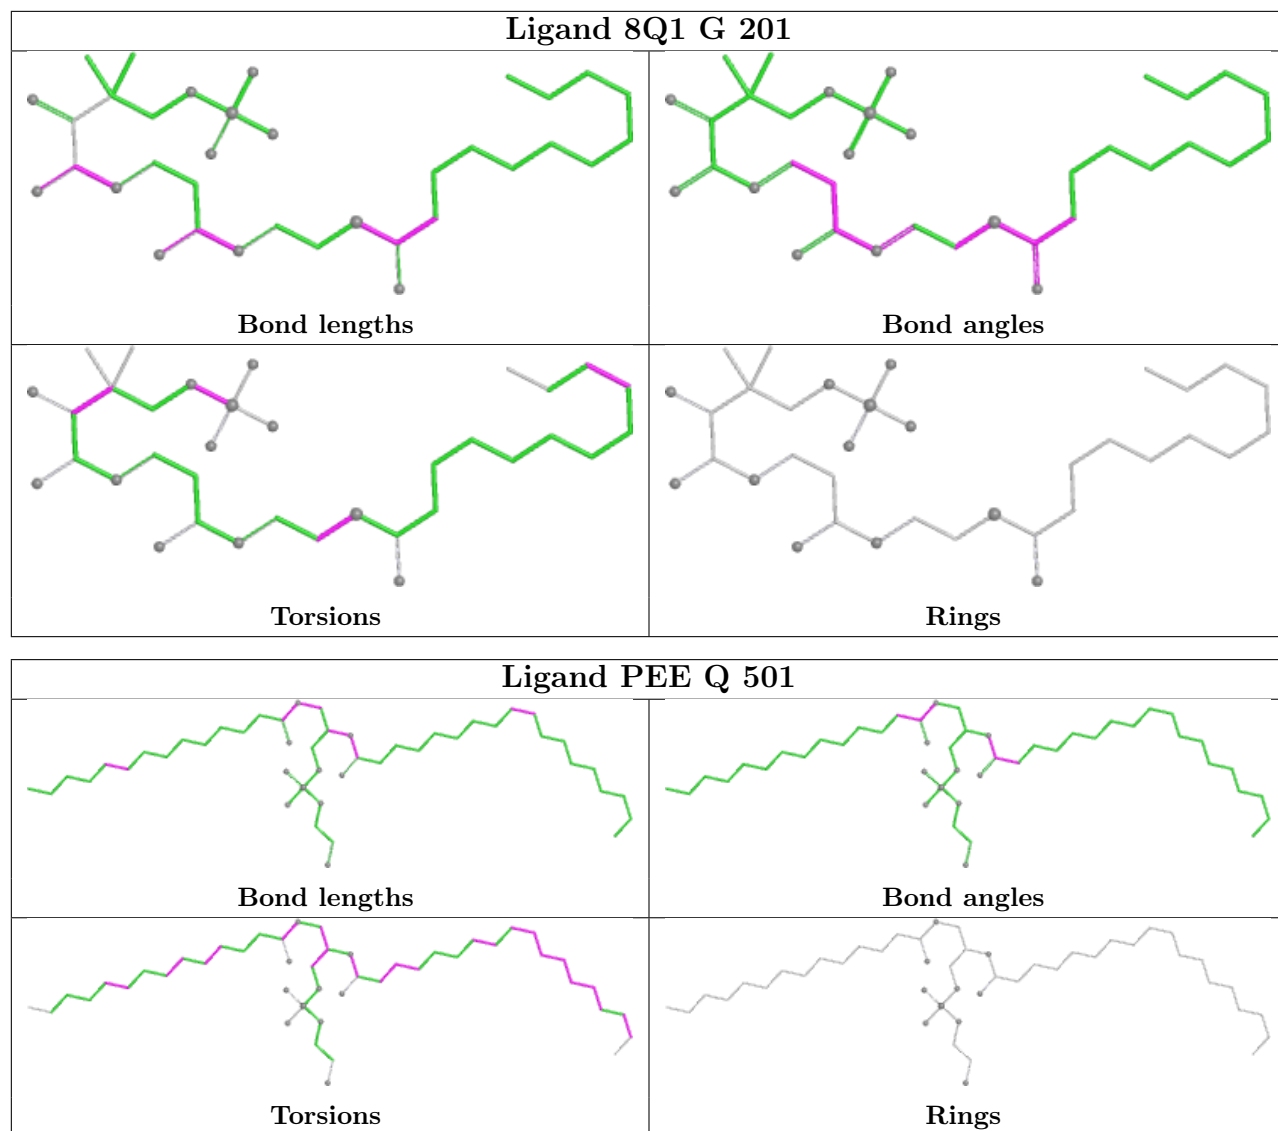 Ligand 8Q1 G 201
Bond lengths
Bond angles
Torsions
Rings
Ligand PEE Q 501
Bond lengths
Bond angles
Torsions
Rings